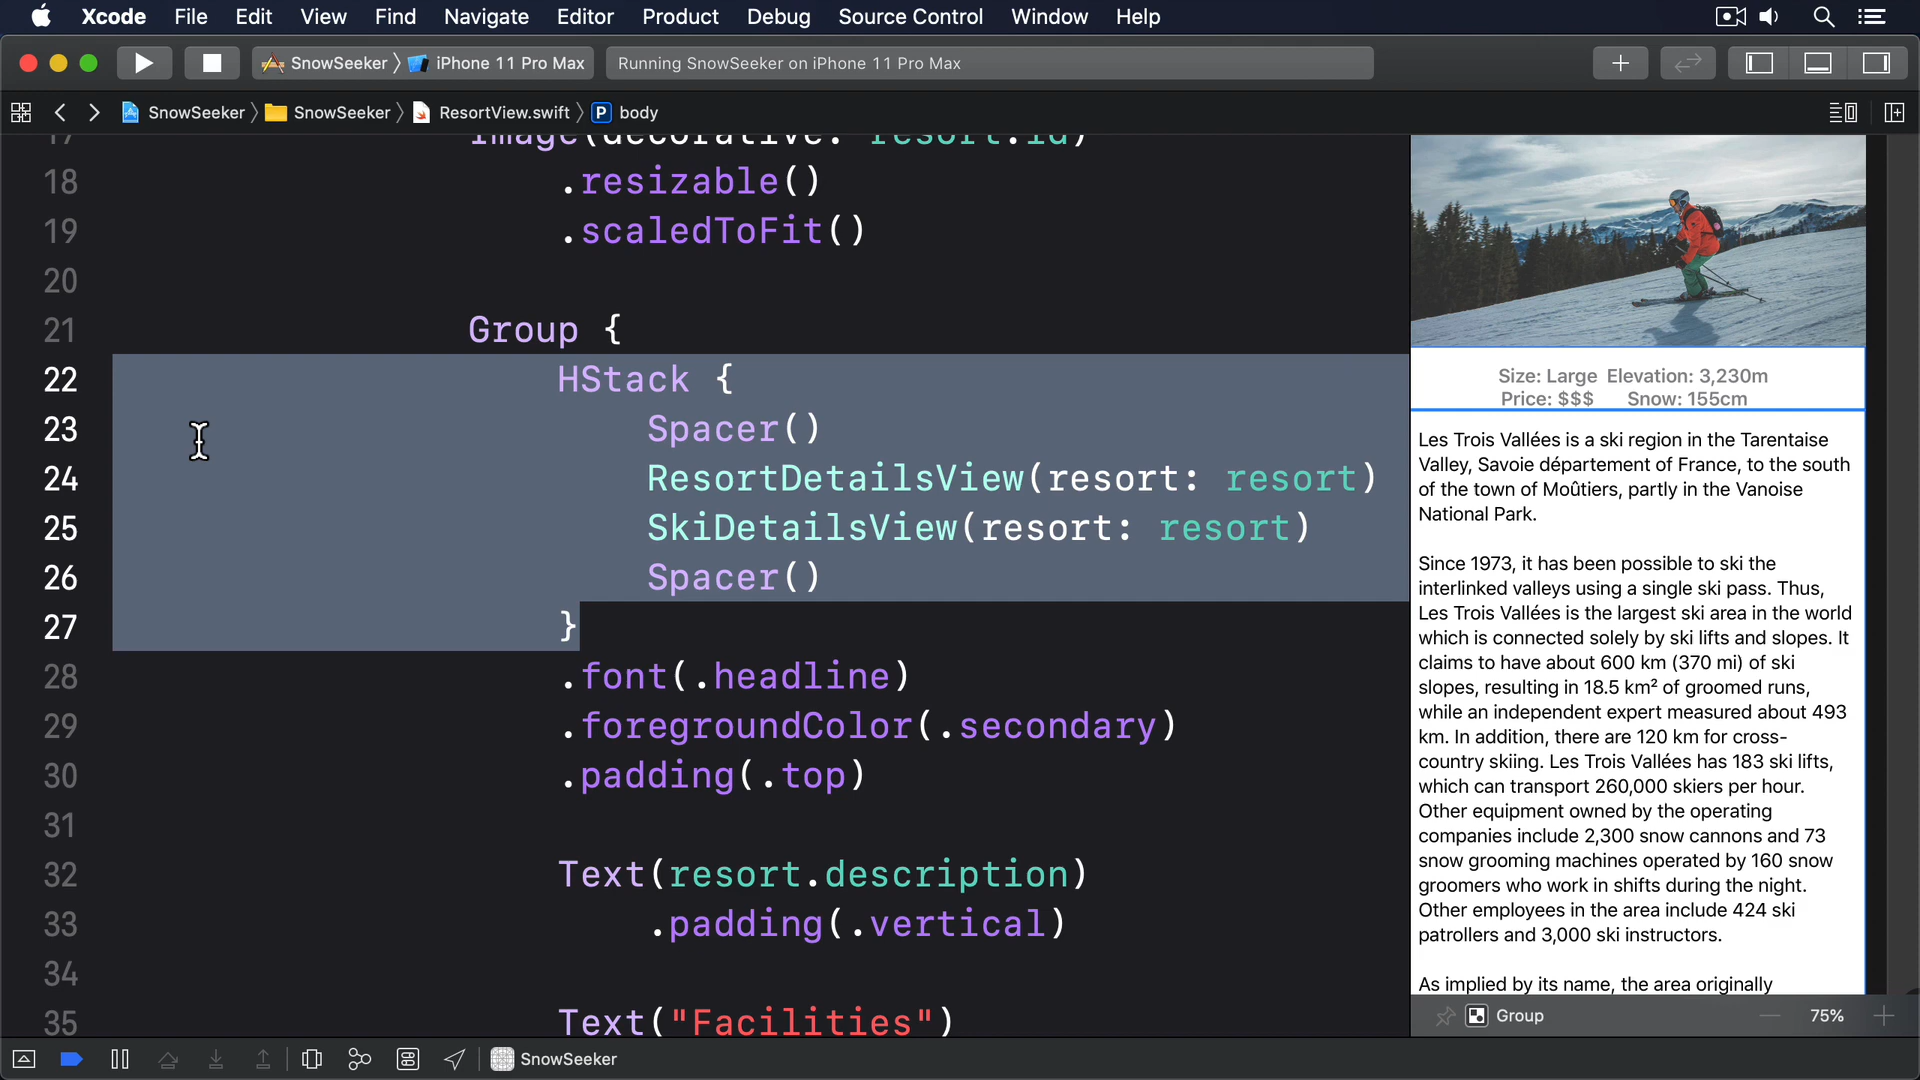 Xcode File Edit View Find Navigate Editor Product Debug Source Control Window Help
SnowSeeker iPhone 11 Pro Max Running SnowSeeker on iPhone 11 Pro Max
SnowSeeker SnowSeeker ResortView.swift P body
17 Image(decorative: resort.id)
18 .resizable()
19 .scaledToFit()
20
21 Group {
22 HStack {
23 Spacer()
24 ResortDetailsView(resort: resort)
25 SkiDetailsView(resort: resort)
26 Spacer()
27 }
28 .font(.headline)
29 .foregroundColor(.secondary)
30 .padding(.top)
31
32 Text(resort.description)
33 .padding(.vertical)
34
35 Text("Facilities")
Size: Large Elevation: 3,230m
Price: $$$ Snow: 155cm
Les Trois Vallées is a ski region in the Tarentaise
Valley, Savoie département of France, to the south
of the town of Moûtiers, partly in the Vanoise
National Park.
Since 1973, it has been possible to ski the
interlinked valleys using a single ski pass. Thus,
Les Trois Vallées is the largest ski area in the world
which is connected solely by ski lifts and slopes. It
claims to have about 600 km (370 mi) of ski
slopes, resulting in 18.5 km² of groomed runs,
while an independent expert measured about 493
km. In addition, there are 120 km for cross-
country skiing. Les Trois Vallées has 183 ski lifts,
which can transport 260,000 skiers per hour.
Other equipment owned by the operating
companies include 2,300 snow cannons and 73
snow grooming machines operated by 160 snow
groomers who work in shifts during the night.
Other employees in the area include 424 ski
patrollers and 3,000 ski instructors.
As implied by its name, the area originally
Group 75%
SnowSeeker